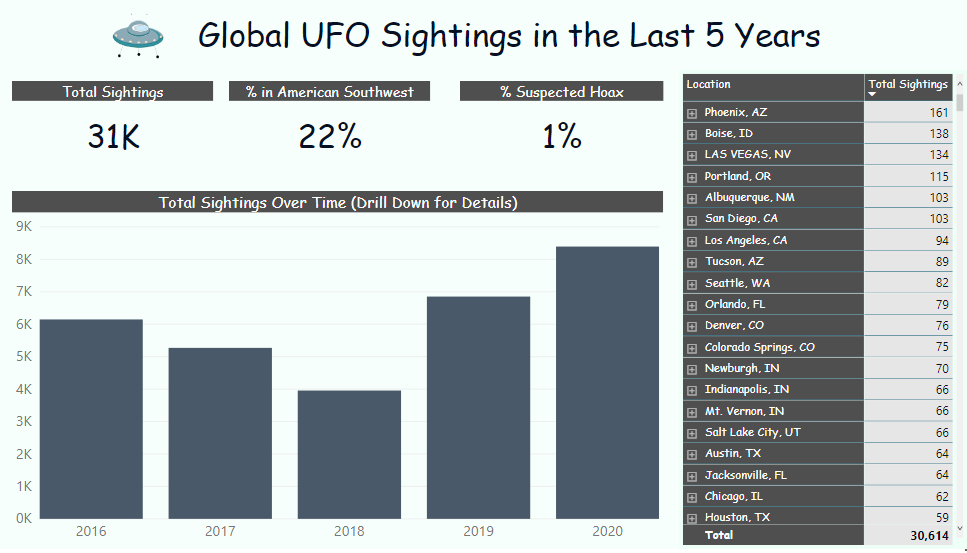 Global UFO Sightings in the Last 5 Years
Total Sightings
31K
% in American Southwest
22%
% Suspected Hoax
1%
Total Sightings Over Time (Drill Down for Details)
9K
8K
7K
6K
5K
4K
3K
2K
1K
0K
2016 2017 2018 2019 2020
Location Total Sightings
Phoenix, AZ 161
Boise, ID 138
LAS VEGAS, NV 134
Portland, OR 115
Albuquerque, NM 103
San Diego, CA 103
Los Angeles, CA 94
Tucson, AZ 89
Seattle, WA 82
Orlando, FL 79
Denver, CO 76
Colorado Springs, CO 75
Newburgh, IN 70
Indianapolis, IN 66
Mt. Vernon, IN 66
Salt Lake City, UT 66
Austin, TX 64
Jacksonville, FL 64
Chicago, IL 62
Houston, TX 59
Total 30,614